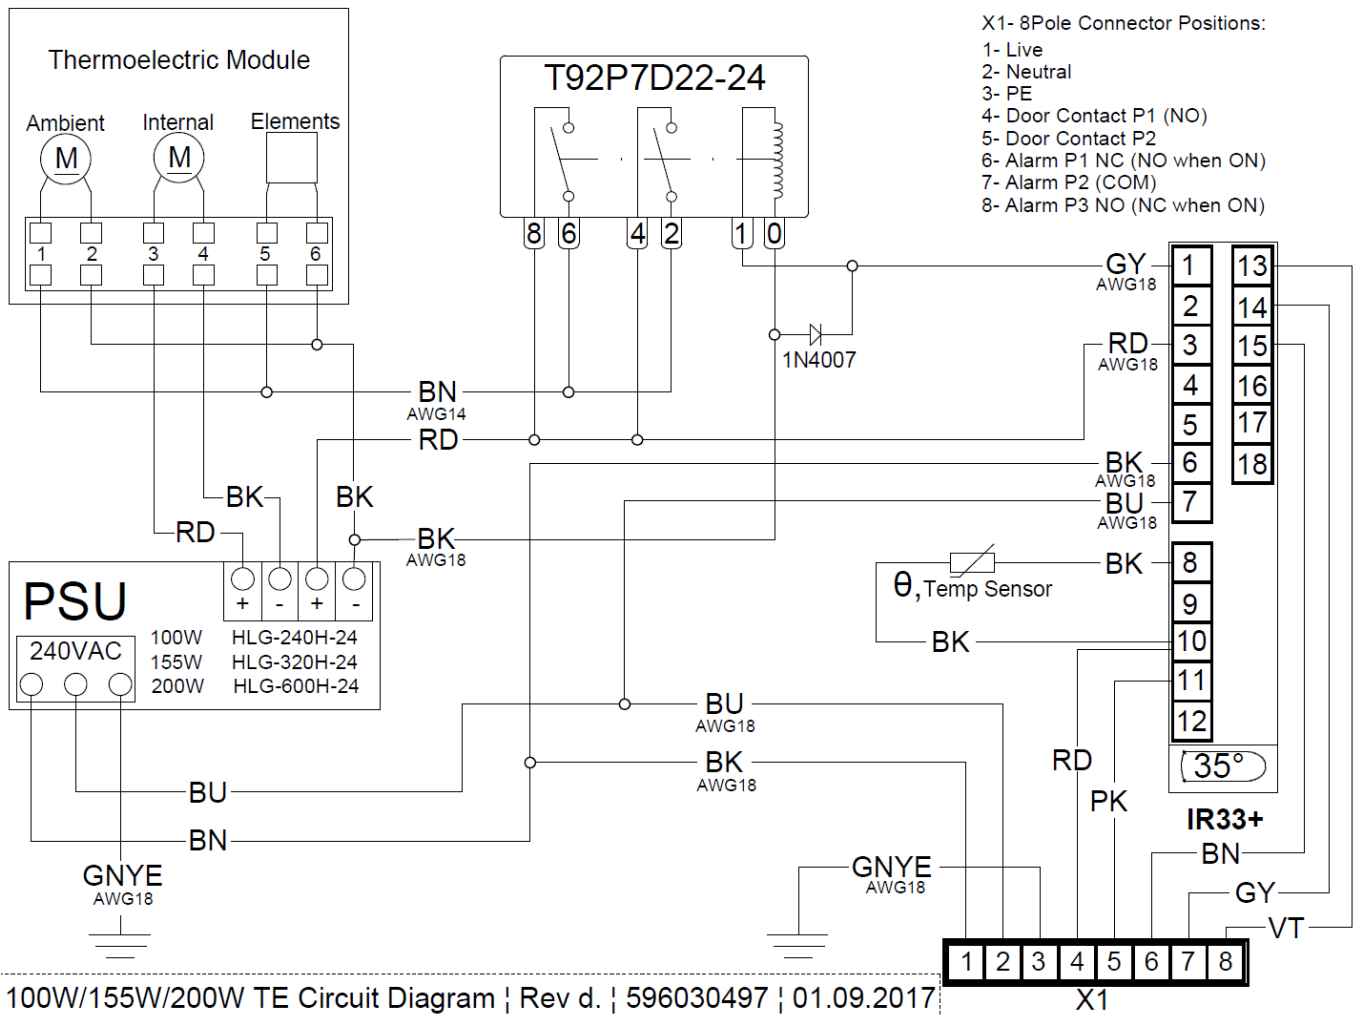 Thermoelectric Module
Ambient
Internal
Elements
M
M
1
2
3
4
5
6
T92P7D22-24
8
6
4
2
1
0
X1- 8Pole Connector Positions:
1- Live
2- Neutral
3- PE
4- Door Contact P1 (NO)
5- Door Contact P2
6- Alarm P1 NC (NO when ON)
7- Alarm P2 (COM)
8- Alarm P3 NO (NC when ON)
GY
AWG18
1N4007
RD
AWG18
BN
AWG14
RD
BK
AWG18
BU
AWG18
BK
BK
RD
BK
AWG18
1
2
3
4
5
6
7
8
9
10
11
12
13
14
15
16
17
18
35°
IR33+
BK
θ, Temp Sensor
BK
PSU
+
-
+
-
240VAC
100W HLG-240H-24
155W HLG-320H-24
200W HLG-600H-24
BU
AWG18
BK
AWG18
BU
BN
GNYE
AWG18
RD
PK
BN
GY
VT
GNYE
AWG18
1
2
3
4
5
6
7
8
X1
100W/155W/200W TE Circuit Diagram ¦ Rev d. ¦ 596030497 ¦ 01.09.2017